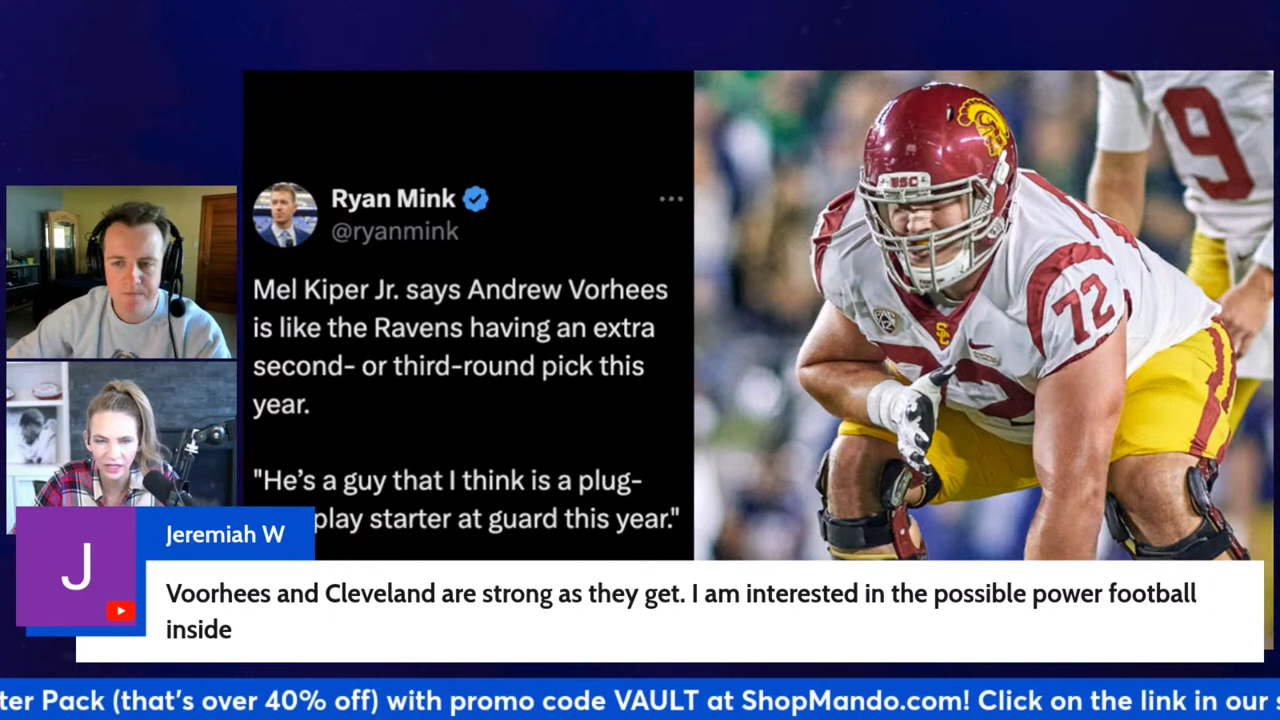 Ryan Mink
@ryanmink
Mel Kiper Jr. says Andrew Vorhees
is like the Ravens having an extra
second- or third-round pick this
year.
"He's a guy that I think is a plug-
play starter at guard this year."
9
USC
SC
72
72
J
Jeremiah W
Voorhees and Cleveland are strong as they get. I am interested in the possible power football
inside
ter Pack (that's over 40% off) with promo code VAULT at ShopMando.com! Click on the link in our